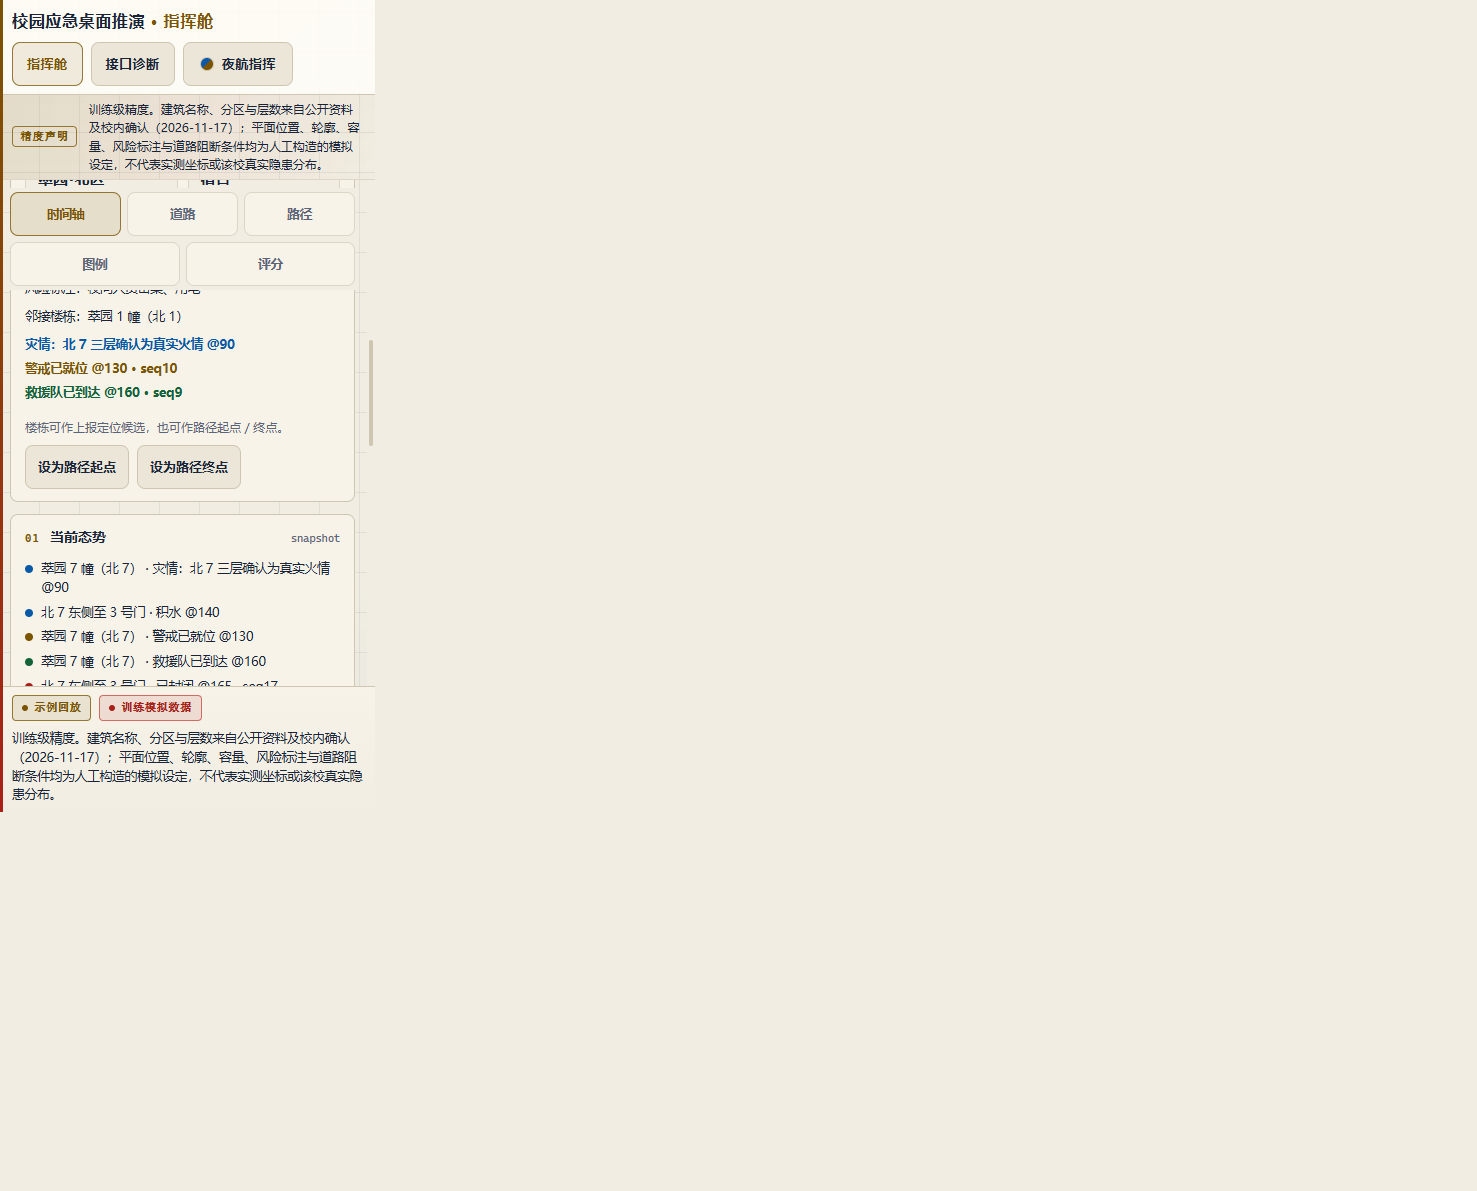 校园应急桌面推演 • 指挥舱
指挥舱
接口诊断
夜航指挥
精度声明
训练级精度。建筑名称、分区与层数来自公开资料
及校内确认（2026-11-17）；平面位置、轮廓、容
量、风险标注与道路阻断条件均为人工构造的模拟
设定，不代表实测坐标或该校真实隐患分布。
时间轴
道路
路径
图例
评分
邻接楼栋：萃园 1 幢（北 1）
灾情：北 7 三层确认为真实火情 @90
警戒已就位 @130 • seq10
救援队已到达 @160 • seq9
楼栋可作上报定位候选，也可作路径起点 / 终点。
设为路径起点
设为路径终点
01 当前态势
snapshot
萃园 7 幢（北 7） · 灾情：北 7 三层确认为真实火情
@90
北 7 东侧至 3 号门 · 积水 @140
萃园 7 幢（北 7） · 警戒已就位 @130
萃园 7 幢（北 7） · 救援队已到达 @160
北 7 东侧至 3 号门 · 已封闭 @165 · seq17
示例回放
训练模拟数据
训练级精度。建筑名称、分区与层数来自公开资料及校内确认
（2026-11-17）；平面位置、轮廓、容量、风险标注与道路阻
断条件均为人工构造的模拟设定，不代表实测坐标或该校真实隐
患分布。